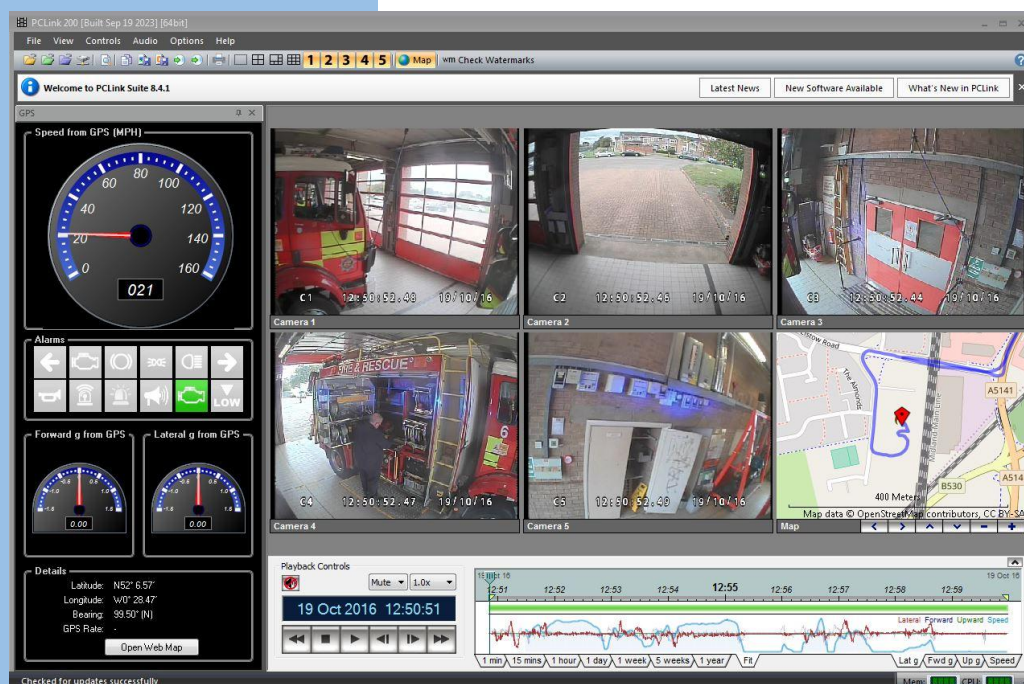 PCLink 200 [Built Sep 19 2023] [64bit]
File View Controls Audio Options Help
1 2 3 4 5 Map wm Check Watermarks
Welcome to PCLink Suite 8.4.1
Latest News
New Software Available
What's New in PCLink
GPS
Speed from GPS (MPH)
0 20 40 60 80 100 120 140 160
021
Alarms
LOW
Forward g from GPS
Lateral g from GPS
0.00
0.00
Details
Latitude: N52° 6.57'
Longitude: W0° 28.47'
Bearing: 99.50° (N)
GPS Rate: -
Open Web Map
C1 12:50:52.48 19/10/16
Camera 1
C2 12:50:52.46 19/10/16
Camera 2
C3 12:50:52.44 19/10/16
Camera 3
FIRE & RESCUE
6
C4 12:50:52.47 19/10/16
Camera 4
C5 12:50:52.49 19/10/16
Camera 5
Road
The Almonds
A5141
B530
400 Meters
Map data © OpenStreetMap contributors, CC BY-SA
Map
Playback Controls
Mute 1.0x
19 Oct 2016 12:50:51
19 Oct
12:51 12:52 12:53 12:54 12:55 12:56 12:57 12:58 12:59
Lateral Forward Upward Speed
1 min 15 mins 1 hour 1 day 1 week 5 weeks 1 year Fit
Lat g Fwd g Up g Speed
Checked for updates successfully
Mem: CPU: